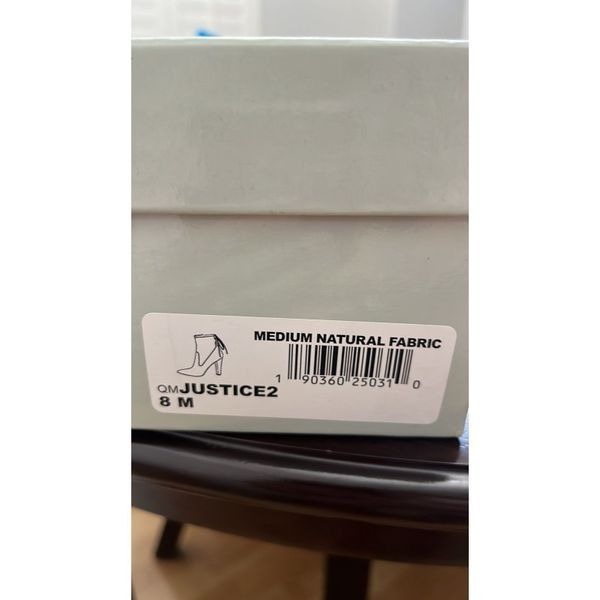 MEDIUM NATURAL FABRIC
1 90360 25031 0
QMJUSTICE2
8 M